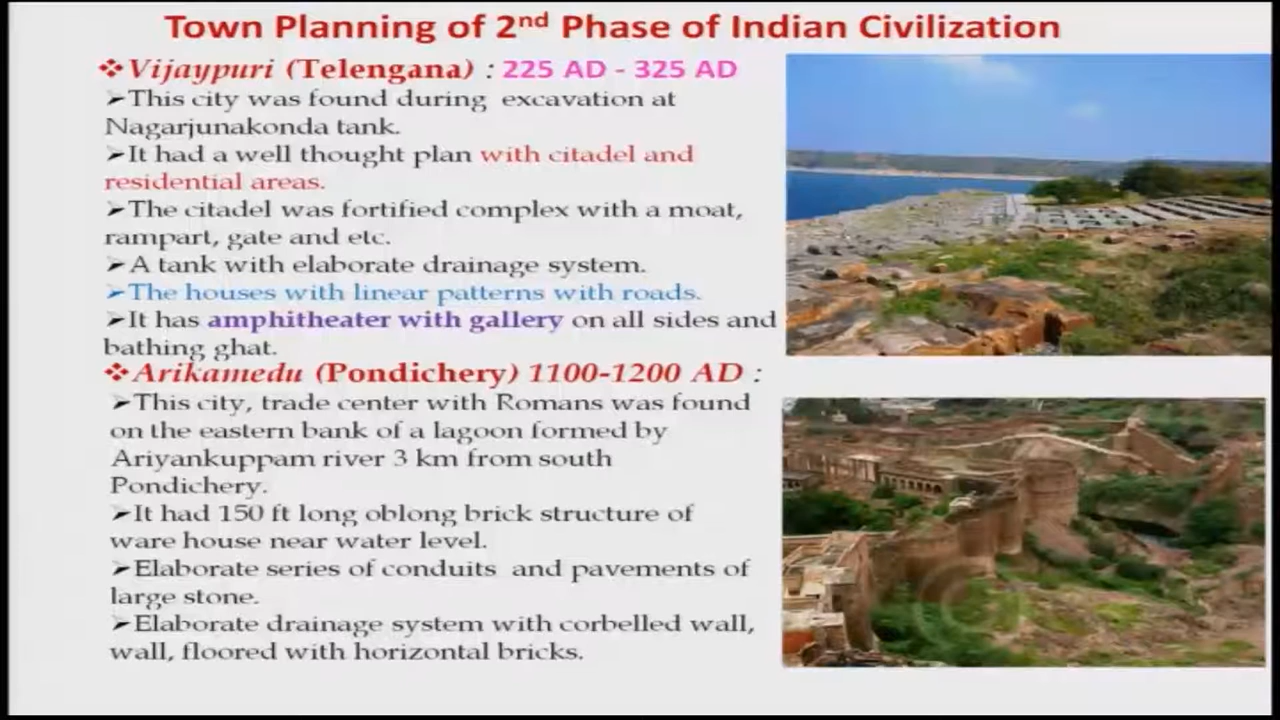 Town Planning of 2nd Phase of Indian Civilization
❖Vijaypuri (Telengana) : 225 AD - 325 AD
➢This city was found during excavation at
Nagarjunakonda tank.
➢It had a well thought plan with citadel and
residential areas.
➢The citadel was fortified complex with a moat,
rampart, gate and etc.
➢A tank with elaborate drainage system.
➢The houses with linear patterns with roads.
➢It has amphitheater with gallery on all sides and
bathing ghat.
❖Arikamedu (Pondichery) 1100-1200 AD :
➢This city, trade center with Romans was found
on the eastern bank of a lagoon formed by
Ariyankuppam river 3 km from south
Pondichery.
➢It had 150 ft long oblong brick structure of
ware house near water level.
➢Elaborate series of conduits and pavements of
large stone.
➢Elaborate drainage system with corbelled wall,
wall, floored with horizontal bricks.